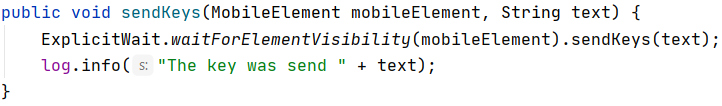 public void sendKeys(MobileElement mobileElement, String text) {
    ExplicitWait.waitForElementVisibility(mobileElement).sendKeys(text);
    log.info( s: "The key was send " + text);
}